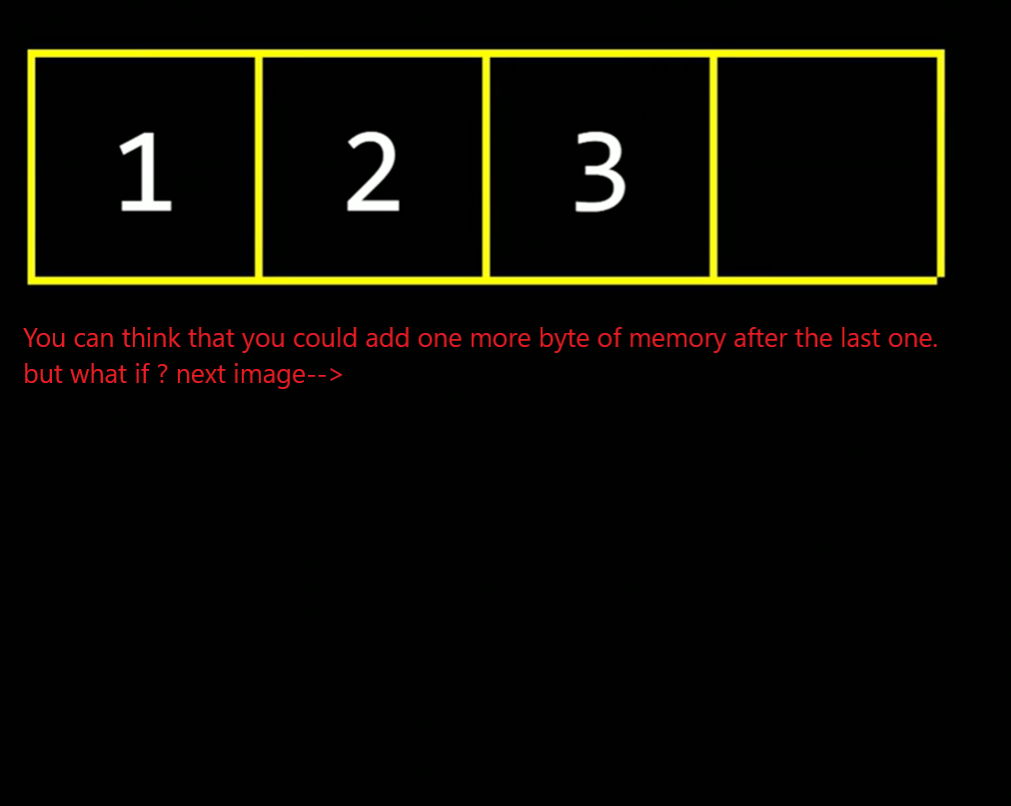 1 2 3
You can think that you could add one more byte of memory after the last one.
but what if ? next image-->